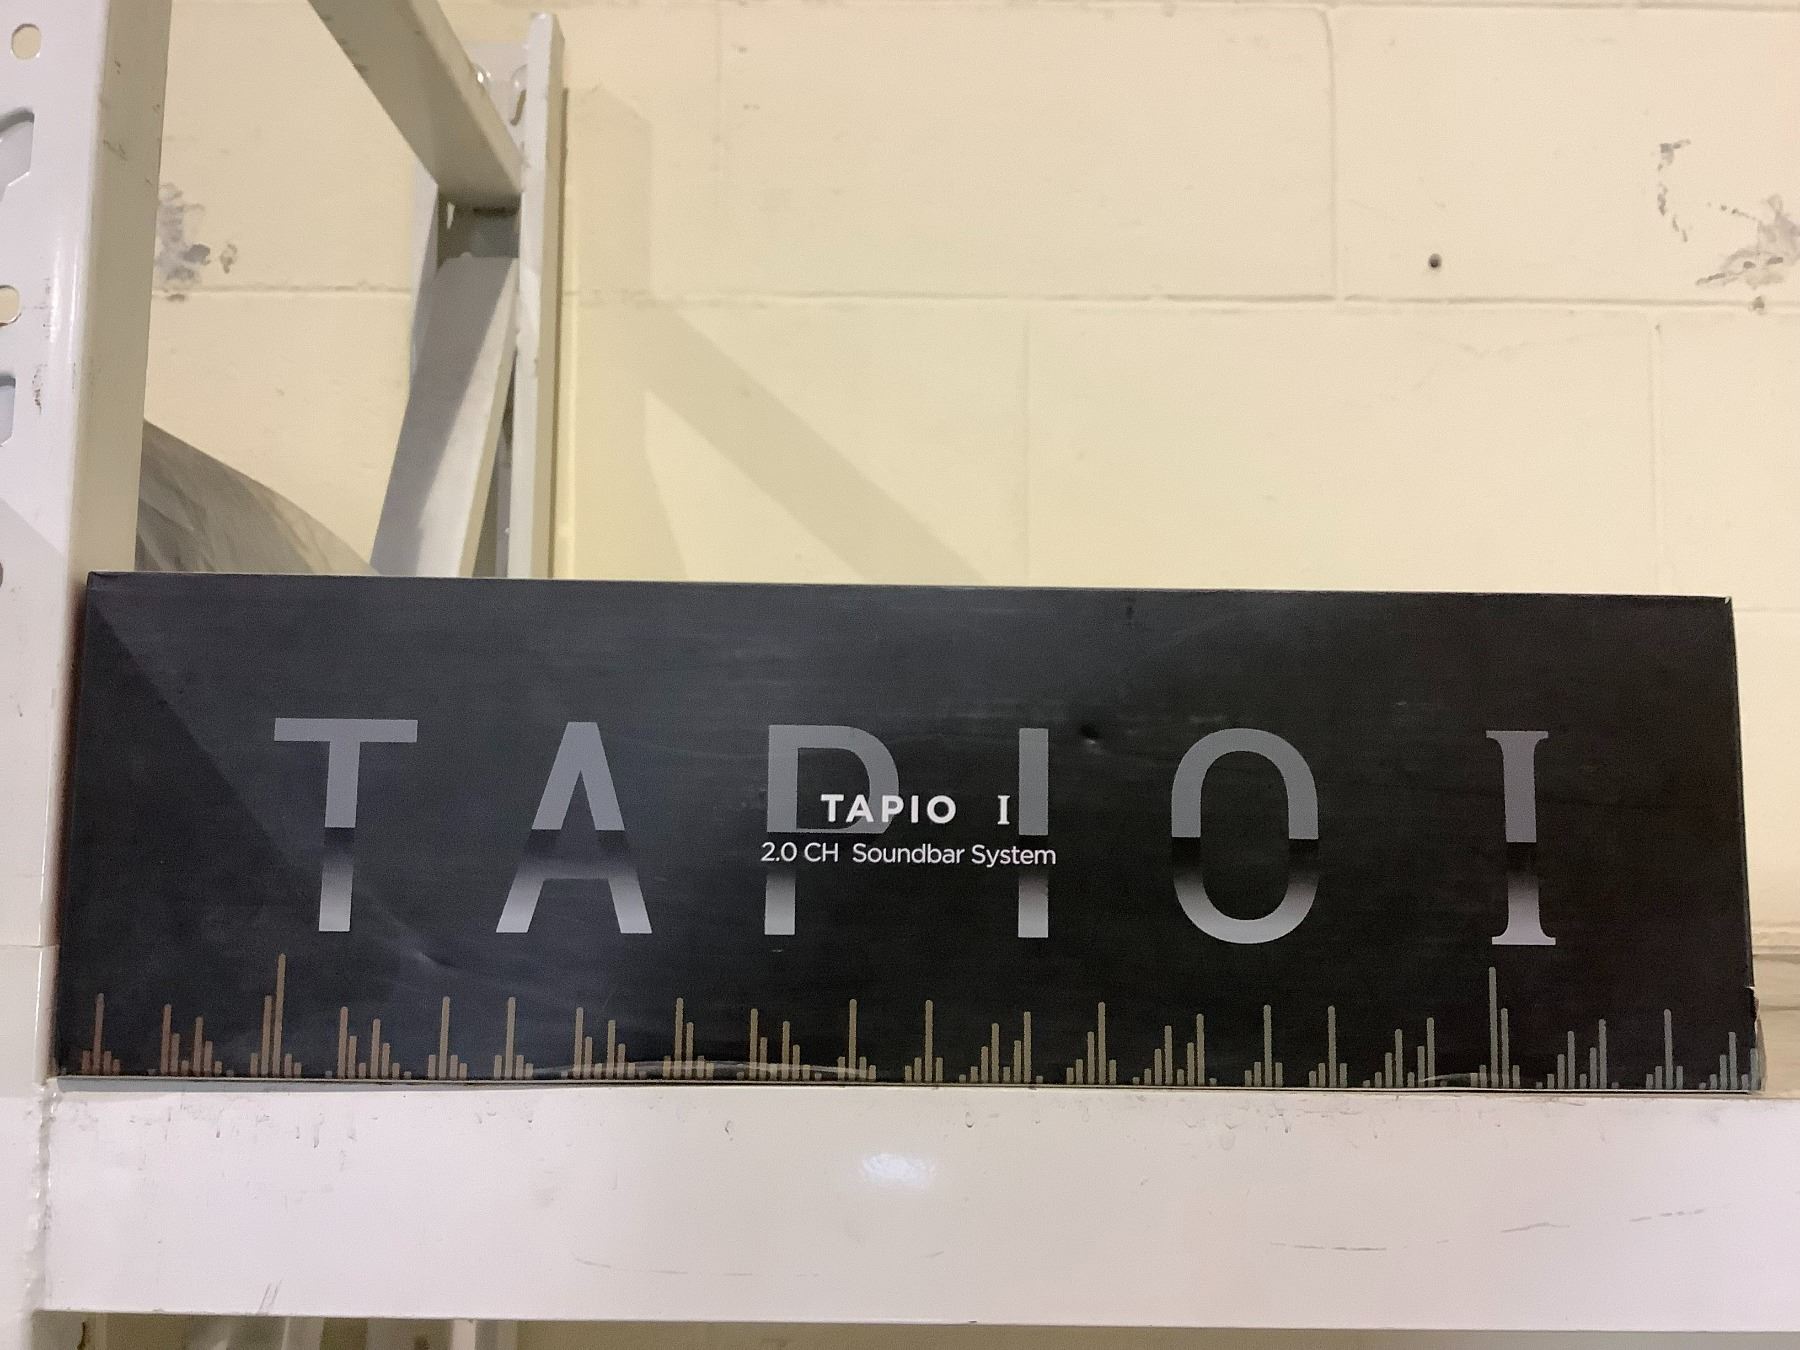 TAPIO I
TAPIO I
2.0 CH Soundbar System